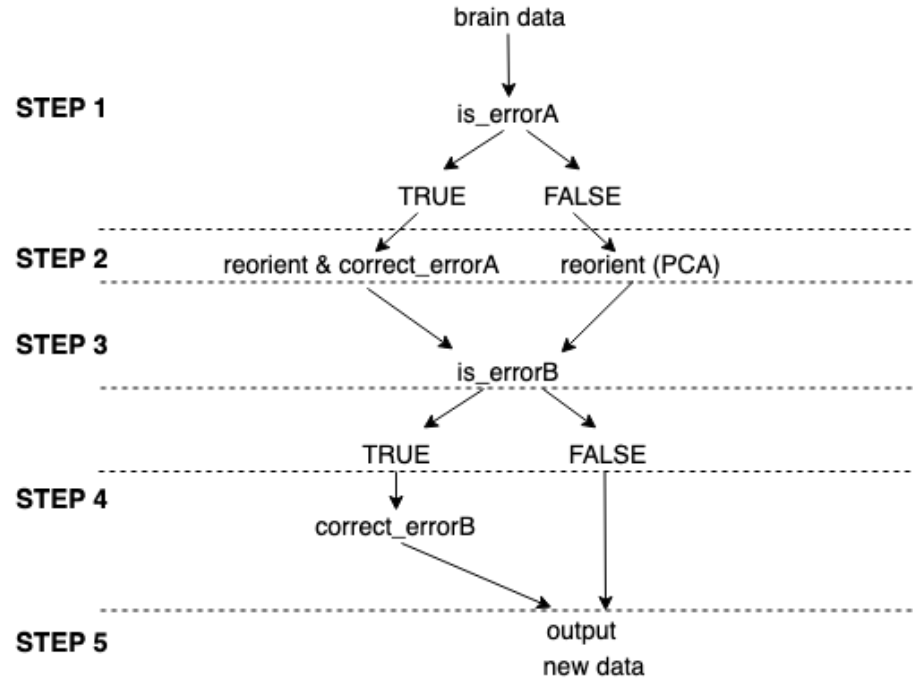 brain data
STEP 1
is_errorA
TRUE FALSE
STEP 2
reorient & correct_errorA reorient (PCA)
STEP 3
is_errorB
TRUE FALSE
STEP 4
correct_errorB
output
STEP 5
new data